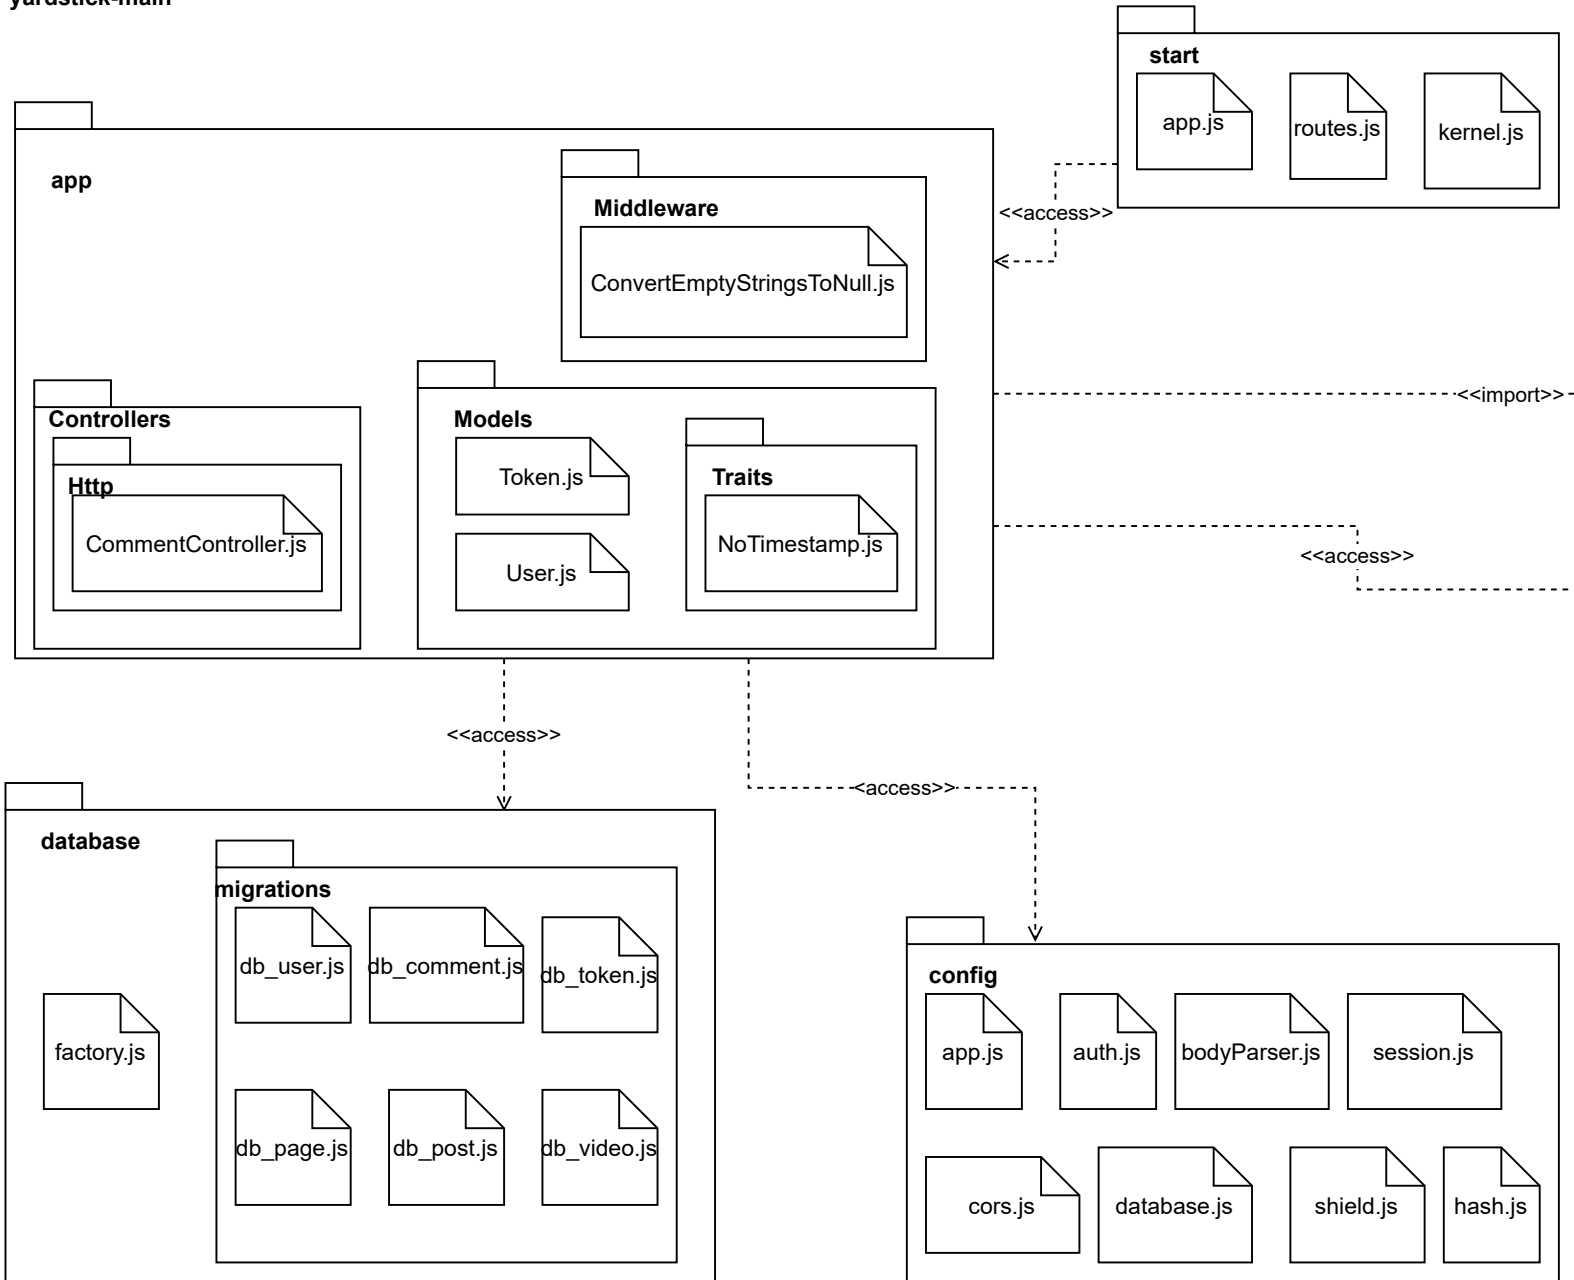 yardstick-main
start
app.js
routes.js
kernel.js
app
<<access>>
Middleware
ConvertEmptyStringsToNull.js
<<import>>
Controllers
Http
CommentController.js
Models
Token.js
User.js
Traits
NoTimestamp.js
<<access>>
<<access>>
<access>>
database
migrations
db_user.js
db_comment.js
db_token.js
factory.js
db_page.js
db_post.js
db_video.js
config
app.js
auth.js
bodyParser.js
session.js
cors.js
database.js
shield.js
hash.js